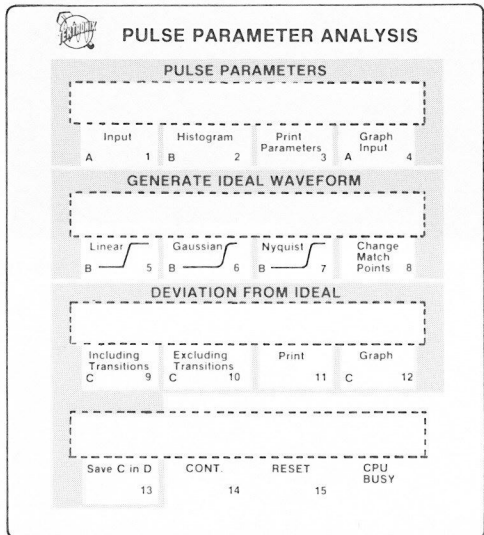 TEKTRONIX
PULSE PARAMETER ANALYSIS
PULSE PARAMETERS
Input
A 1
Histogram
B 2
Print
Parameters
3
Graph
Input
A 4
GENERATE IDEAL WAVEFORM
Linear
B 5
Gaussian
B 6
Nyquist
B 7
Change
Match
Points 8
DEVIATION FROM IDEAL
Including
Transitions
C 9
Excluding
Transitions
C 10
Print
11
Graph
C 12
Save C in D
13
CONT.
14
RESET
15
CPU
BUSY